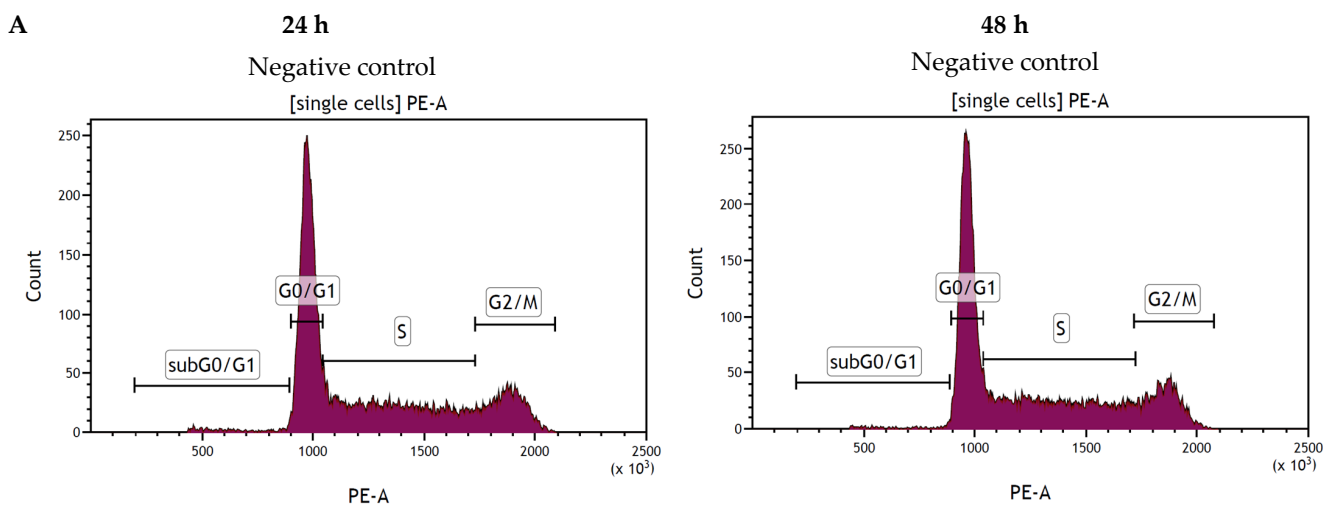 A
24 h
Negative control
[single cells] PE-A
250
200
150
100
50
0
Count
subG0/G1
G0/G1
S
G2/M
500
1000
1500
2000
2500
(x 10³)
PE-A
48 h
Negative control
[single cells] PE-A
250
200
150
100
50
0
Count
subG0/G1
G0/G1
S
G2/M
500
1000
1500
2000
2500
(x 10³)
PE-A